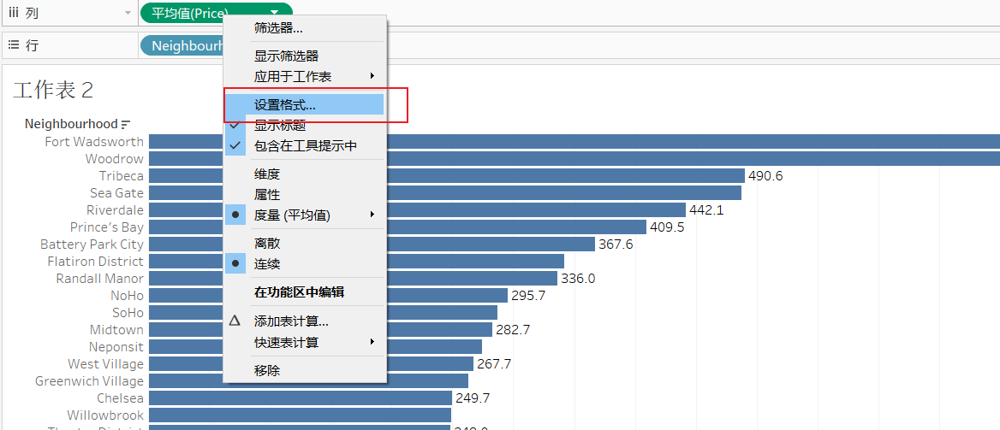 列
平均值(Price)
行
Neighbourh
筛选器...
显示筛选器
应用于工作表
设置格式...
显示标题
包含在工具提示中
维度
属性
度量 (平均值)
离散
连续
在功能区中编辑
添加表计算...
快速表计算
移除
工作表 2
Neighbourhood
Fort Wadsworth
Woodrow
Tribeca 490.6
Sea Gate
Riverdale 442.1
Prince's Bay 409.5
Battery Park City 367.6
Flatiron District
Randall Manor 336.0
NoHo 295.7
SoHo
Midtown 282.7
Neponsit
West Village 267.7
Greenwich Village
Chelsea 249.7
Willowbrook